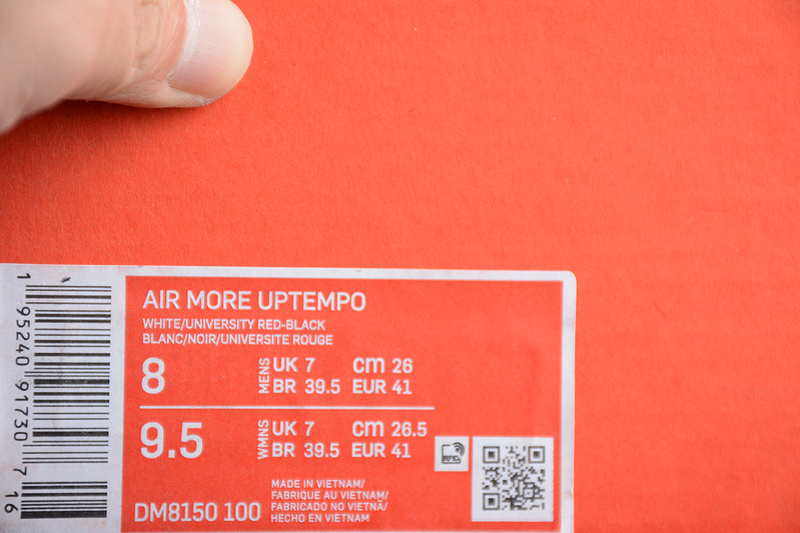 AIR MORE UPTEMPO
WHITE/UNIVERSITY RED-BLACK
BLANC/NOIR/UNIVERSITE ROUGE
8
MENS
UK 7 cm 26
BR 39.5 EUR 41
9.5
WMNS
UK 7 cm 26.5
BR 39.5 EUR 41
RFID
DM8150 100
MADE IN VIETNAM/
FABRIQUE AU VIETNAM/
FABRICADO NO VIETNÃ/
HECHO EN VIETNAM
1 95240 91730 7 16